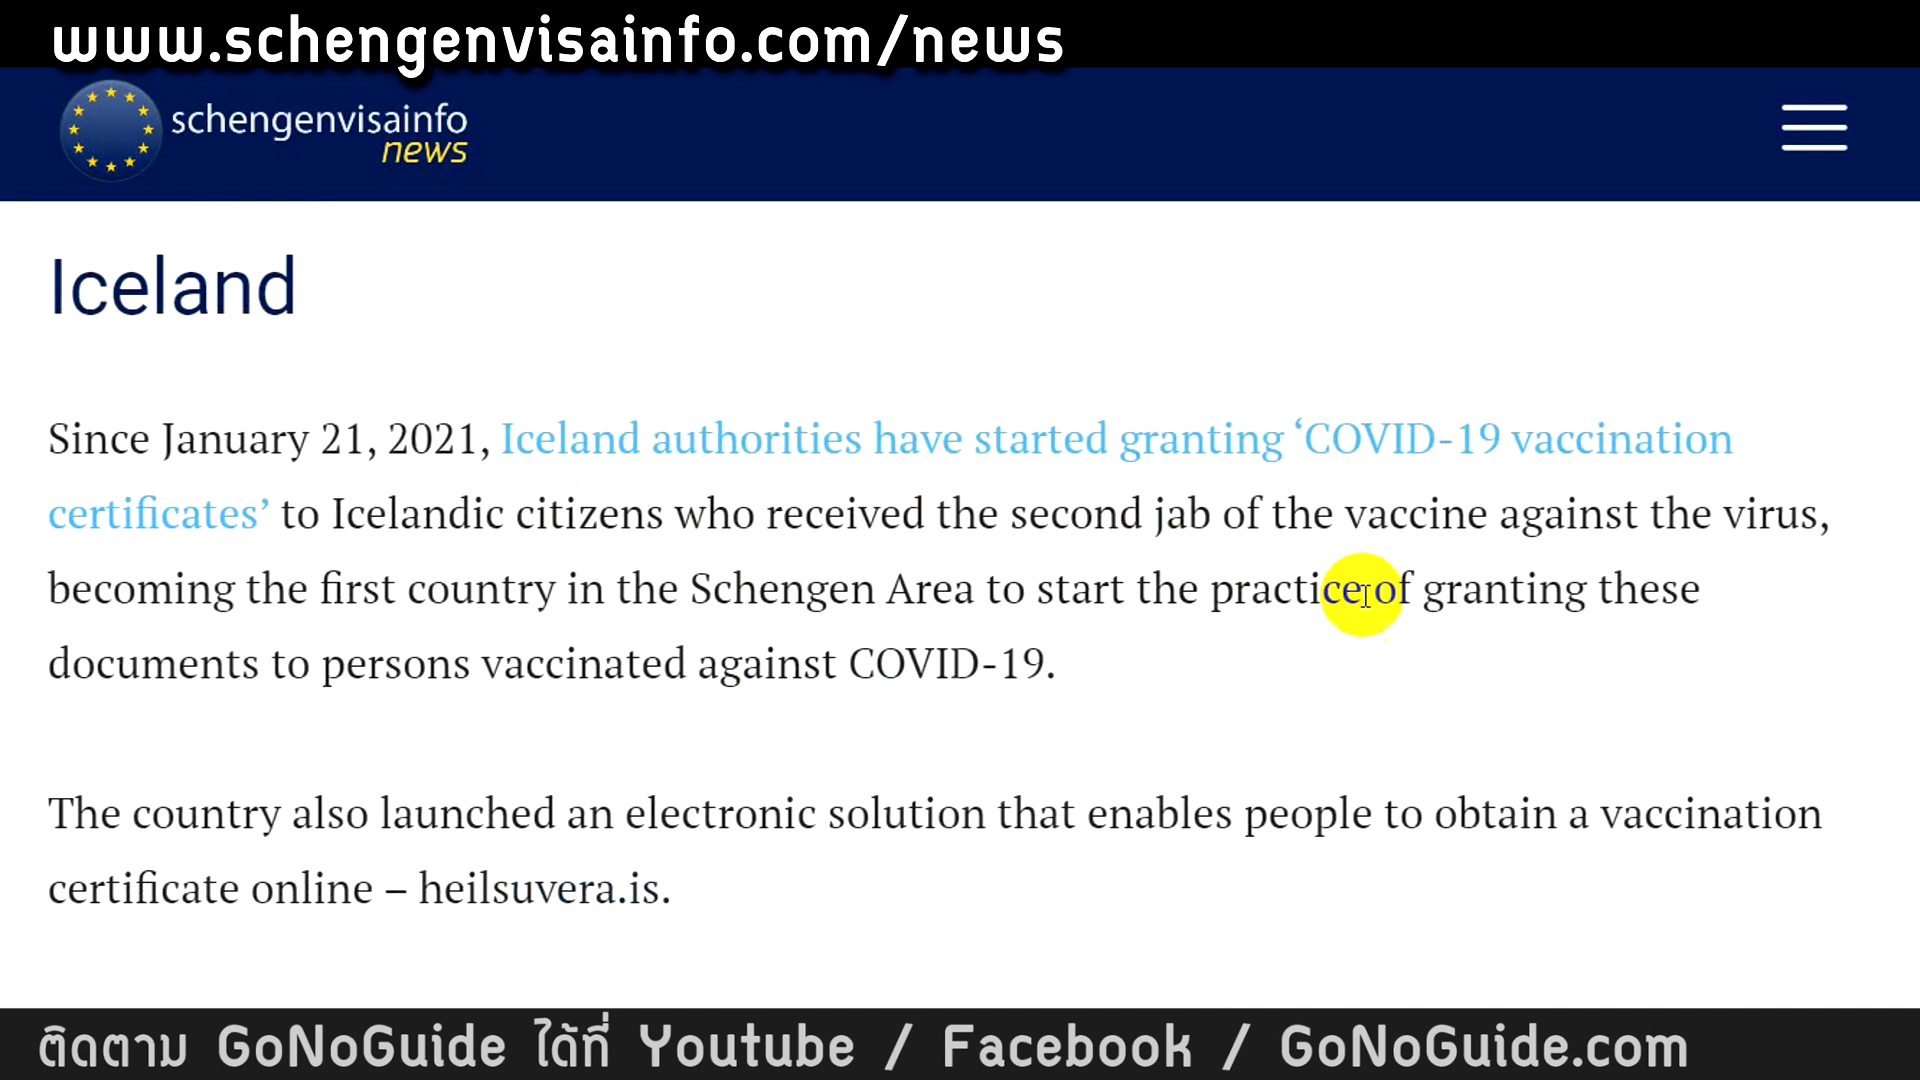 www.schengenvisainfo.com/news
schengenvisainfo
news
Iceland
Since January 21, 2021, Iceland authorities have started granting ‘COVID-19 vaccination
certificates’ to Icelandic citizens who received the second jab of the vaccine against the virus,
becoming the first country in the Schengen Area to start the practice of granting these
documents to persons vaccinated against COVID-19.
The country also launched an electronic solution that enables people to obtain a vaccination
certificate online – heilsuvera.is.
ติดตาม GoNoGuide ได้ที่ Youtube / Facebook / GoNoGuide.com